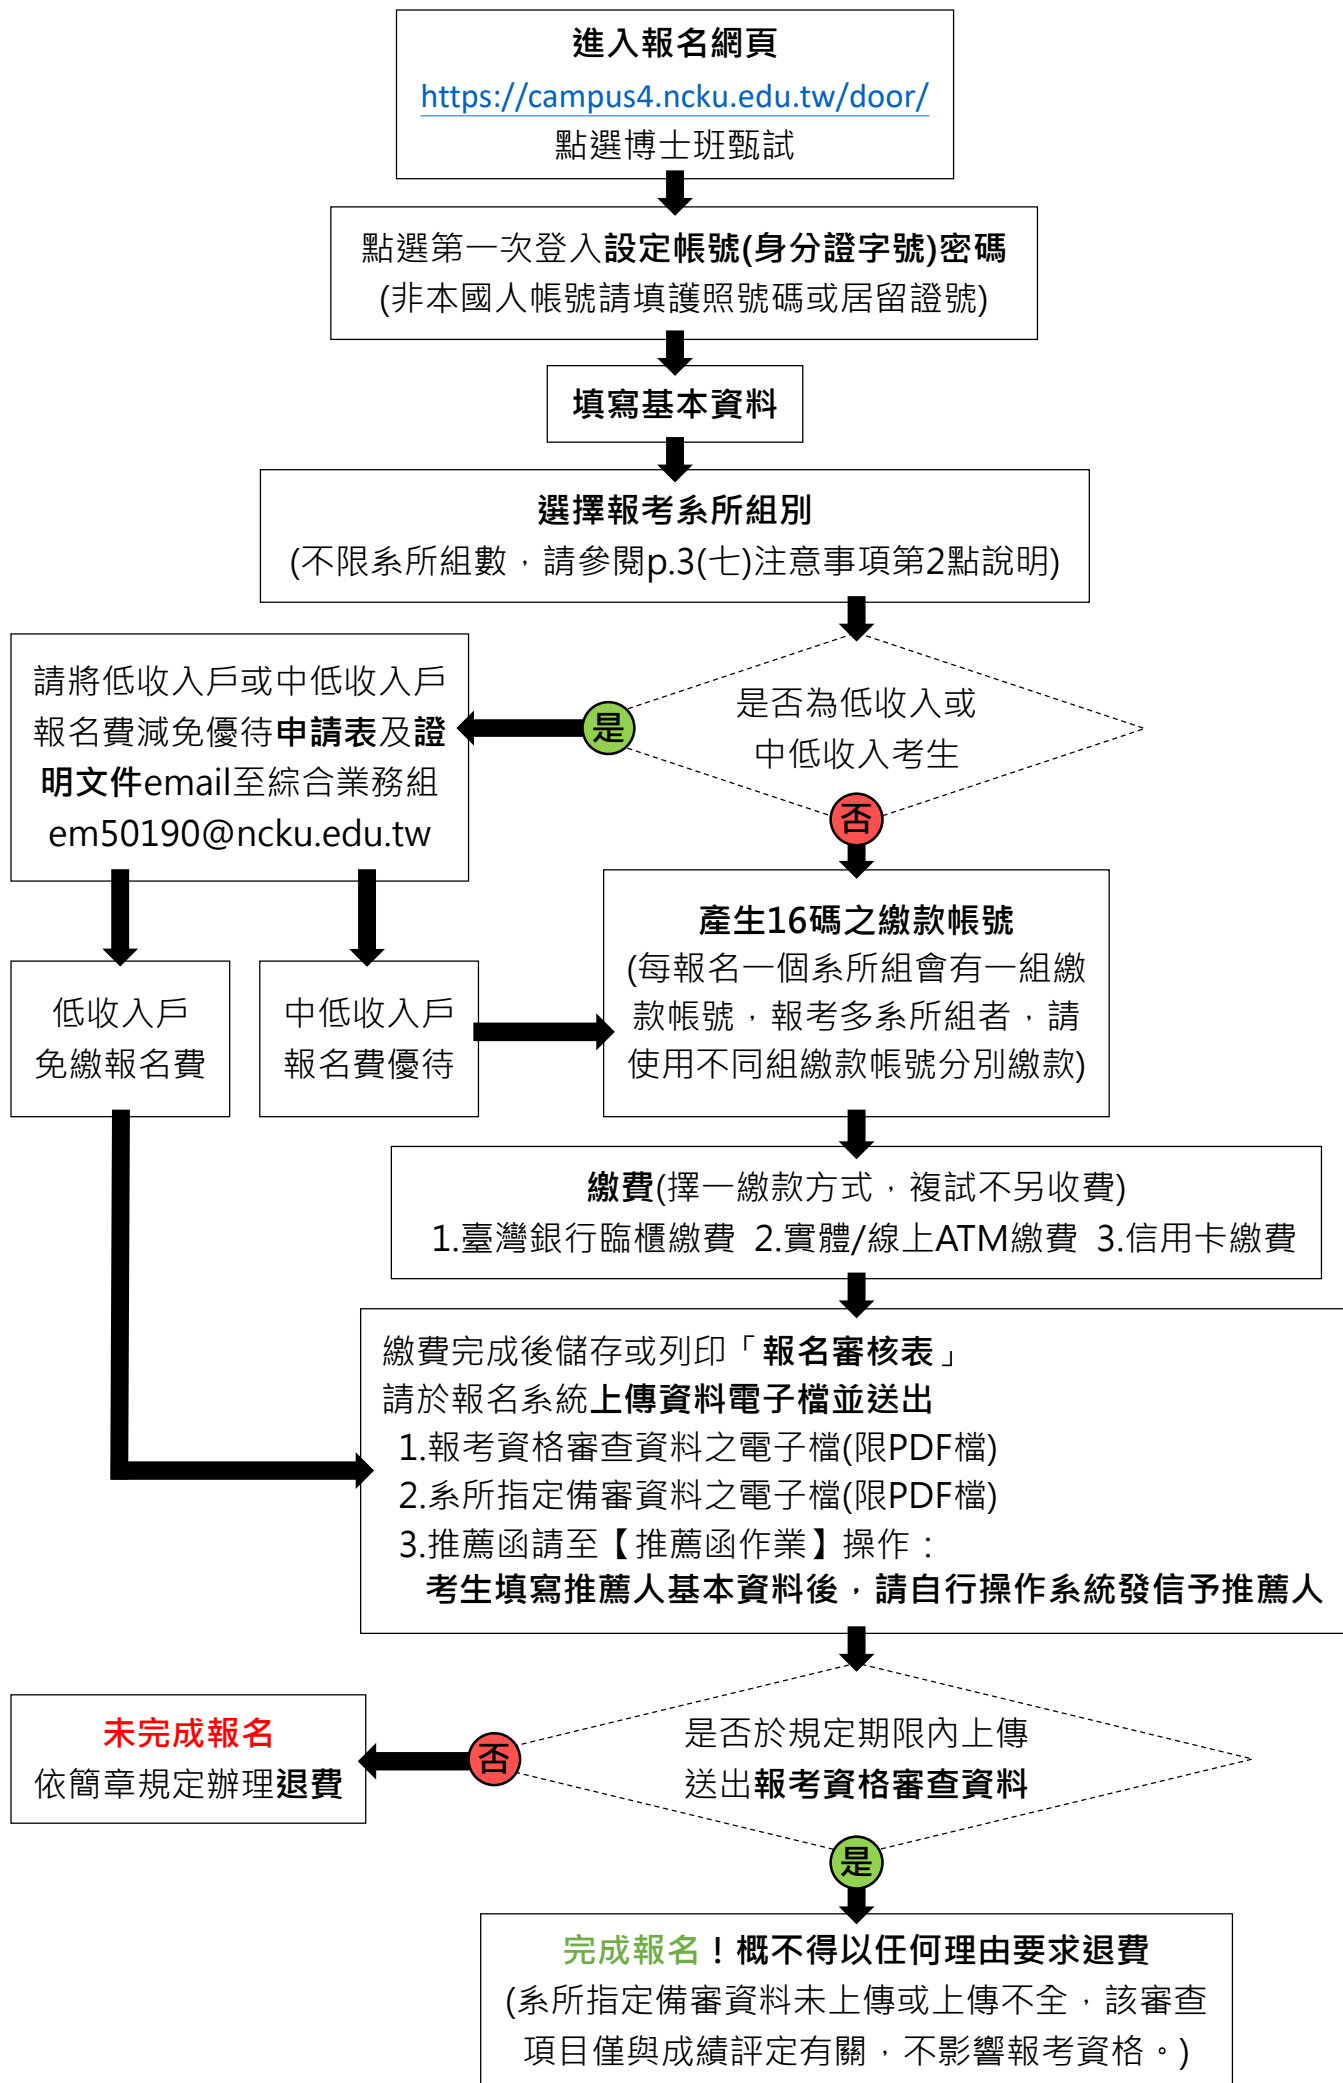 進入報名網頁
https://campus4.ncku.edu.tw/door/
點選博士班甄試
點選第一次登入設定帳號(身分證字號)密碼
(非本國人帳號請填護照號碼或居留證號)
填寫基本資料
選擇報考系所組別
(不限系所組數，請參閱p.3(七)注意事項第2點說明)
是否為低收入或
中低收入考生
是
否
請將低收入戶或中低收入戶
報名費減免優待申請表及證
明文件email至綜合業務組
em50190@ncku.edu.tw
低收入戶
免繳報名費
中低收入戶
報名費優待
產生16碼之繳款帳號
(每報名一個系所組會有一組繳
款帳號，報考多系所組者，請
使用不同組繳款帳號分別繳款)
繳費(擇一繳款方式，複試不另收費)
1.臺灣銀行臨櫃繳費 2.實體/線上ATM繳費 3.信用卡繳費
繳費完成後儲存或列印「報名審核表」
請於報名系統上傳資料電子檔並送出
1.報考資格審查資料之電子檔(限PDF檔)
2.系所指定備審資料之電子檔(限PDF檔)
3.推薦函請至【推薦函作業】操作：
考生填寫推薦人基本資料後，請自行操作系統發信予推薦人
是否於規定期限內上傳
送出報考資格審查資料
否
未完成報名
依簡章規定辦理退費
是
完成報名！概不得以任何理由要求退費
(系所指定備審資料未上傳或上傳不全，該審查
項目僅與成績評定有關，不影響報考資格。)